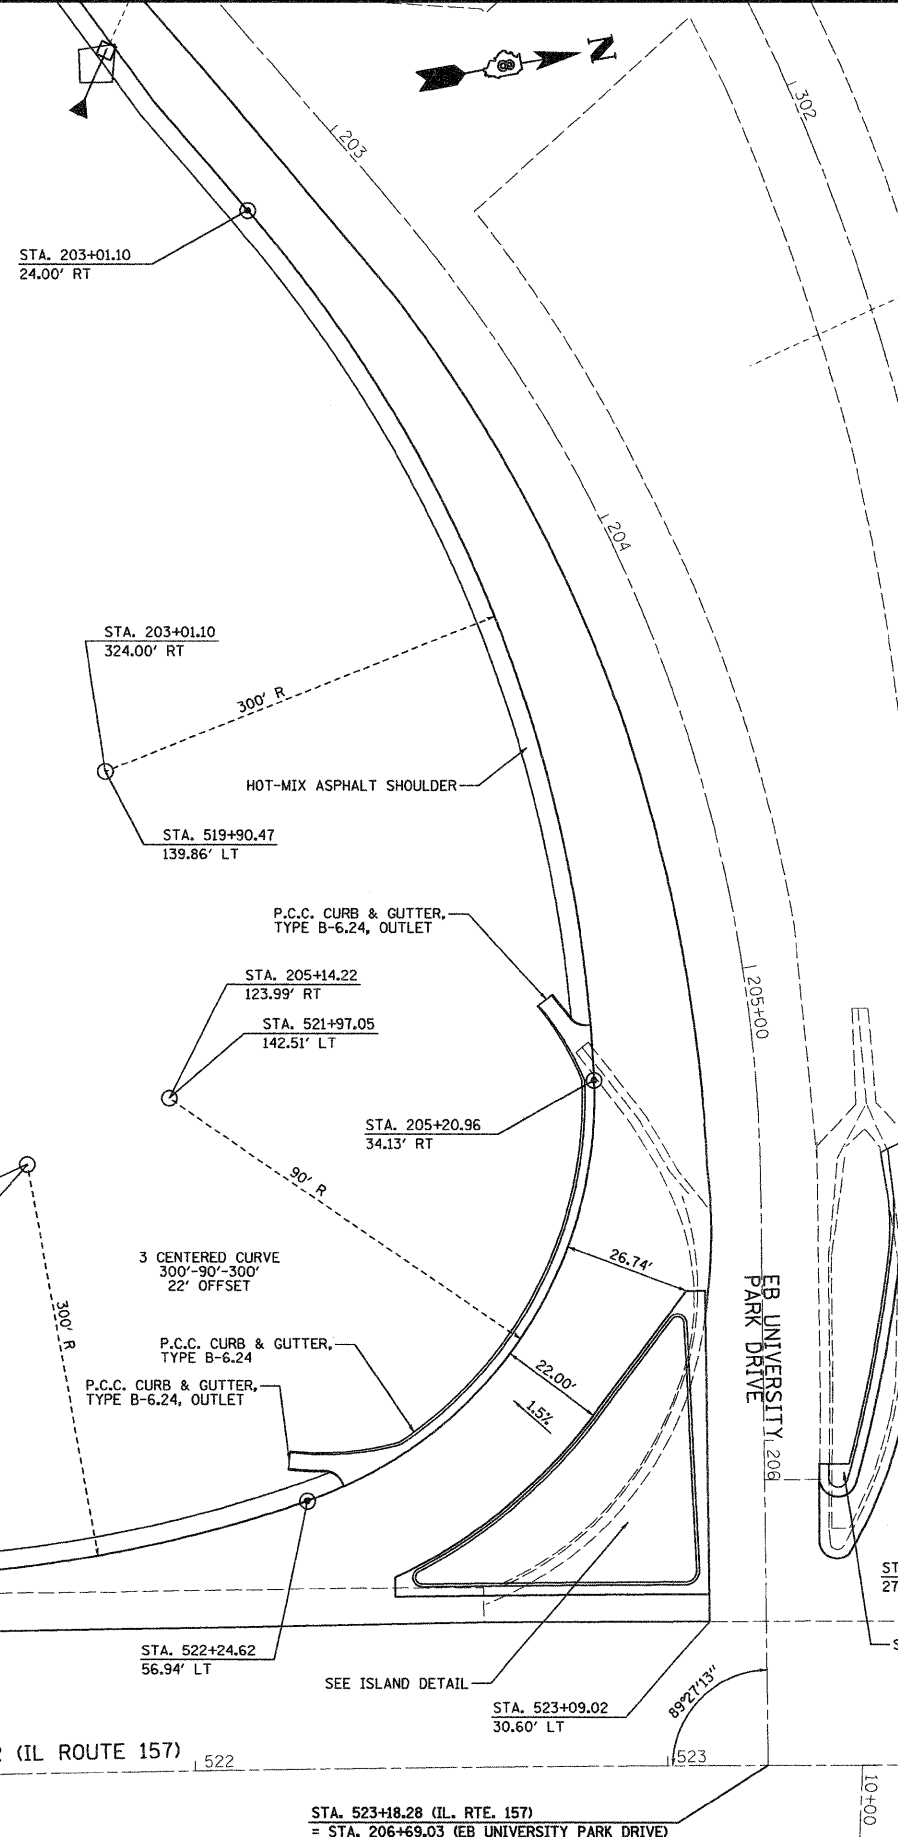 N
203
302
STA. 203+01.10
24.00' RT
204
STA. 203+01.10
324.00' RT
300' R
HOT-MIX ASPHALT SHOULDER
STA. 519+90.47
139.86' LT
P.C.C. CURB & GUTTER,
TYPE B-6.24, OUTLET
STA. 205+14.22
123.99' RT
205+00
STA. 521+97.05
142.51' LT
STA. 205+20.96
34.13' RT
90' R
3 CENTERED CURVE
300'-90'-300'
22' OFFSET
26.74'
EB UNIVERSITY
PARK DRIVE
300' R
P.C.C. CURB & GUTTER,
TYPE B-6.24
22.00'
P.C.C. CURB & GUTTER,
TYPE B-6.24, OUTLET
1.5%
206
ST
27
S
STA. 522+24.62
56.94' LT
SEE ISLAND DETAIL
STA. 523+09.02
30.60' LT
89°27'13"
2 (IL ROUTE 157)
522
523
10+00
STA. 523+18.28 (IL. RTE. 157)
= STA. 206+69.03 (EB UNIVERSITY PARK DRIVE)